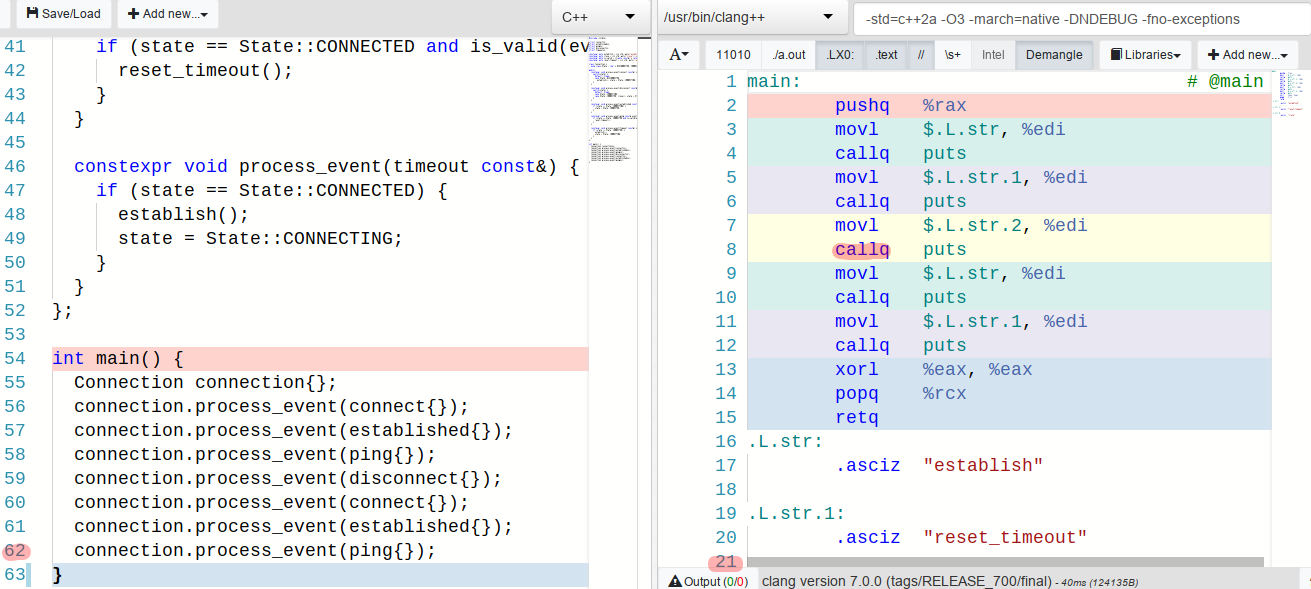 Save/Load
Add new...
C++
/usr/bin/clang++
-std=c++2a -O3 -march=native -DNDEBUG -fno-exceptions
A
11010
./a.out
.LX0:
.text
//
\s+
Intel
Demangle
Libraries
Add new...
41 if (state == State::CONNECTED and is_valid(ev
42 reset_timeout();
43 }
44 }
45
46 constexpr void process_event(timeout const&) {
47 if (state == State::CONNECTED) {
48 establish();
49 state = State::CONNECTING;
50 }
51 }
52 };
53
54 int main() {
55 Connection connection{};
56 connection.process_event(connect{});
57 connection.process_event(established{});
58 connection.process_event(ping{});
59 connection.process_event(disconnect{});
60 connection.process_event(connect{});
61 connection.process_event(established{});
62 connection.process_event(ping{});
63 }
1 main: # @main
2 pushq %rax
3 movl $.L.str, %edi
4 callq puts
5 movl $.L.str.1, %edi
6 callq puts
7 movl $.L.str.2, %edi
8 callq puts
9 movl $.L.str, %edi
10 callq puts
11 movl $.L.str.1, %edi
12 callq puts
13 xorl %eax, %eax
14 popq %rcx
15 retq
16 .L.str:
17 .asciz "establish"
18
19 .L.str.1:
20 .asciz "reset_timeout"
21
Output (0/0) clang version 7.0.0 (tags/RELEASE_700/final) - 40ms (124135B)